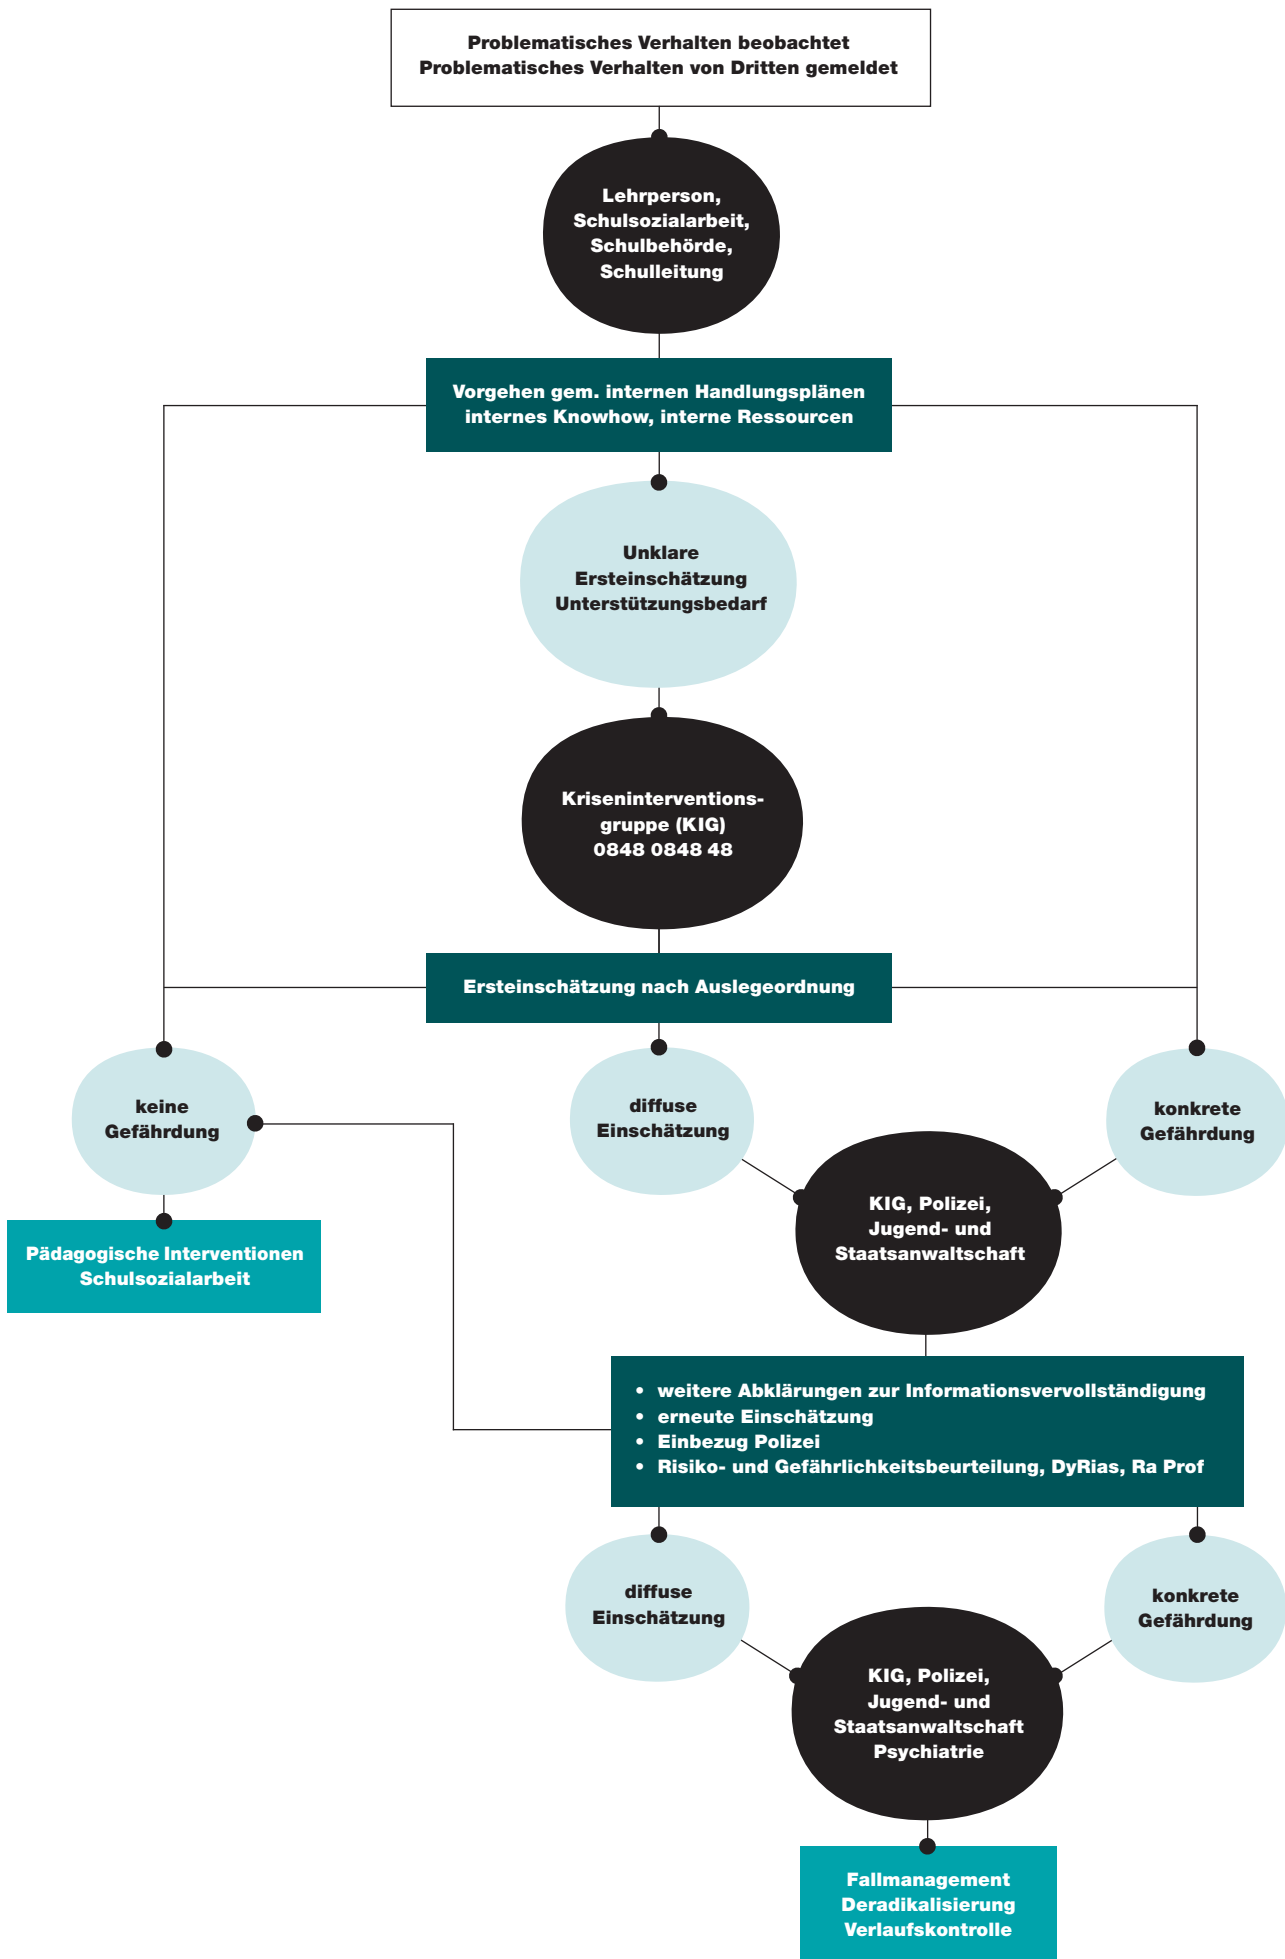 Problematisches Verhalten beobachtet
Problematisches Verhalten von Dritten gemeldet
Lehrperson,
Schulsozialarbeit,
Schulbehörde,
Schulleitung
Vorgehen gem. internen Handlungsplänen
internes Knowhow, interne Ressourcen
Unklare
Ersteinschätzung
Unterstützungsbedarf
Kriseninterventions-
gruppe (KIG)
0848 0848 48
Ersteinschätzung nach Auslegeordnung
keine
Gefährdung
diffuse
Einschätzung
konkrete
Gefährdung
KIG, Polizei,
Jugend- und
Staatsanwaltschaft
Pädagogische Interventionen
Schulsozialarbeit
• weitere Abklärungen zur Informationsvervollständigung
• erneute Einschätzung
• Einbezug Polizei
• Risiko- und Gefährlichkeitsbeurteilung, DyRias, Ra Prof
diffuse
Einschätzung
konkrete
Gefährdung
KIG, Polizei,
Jugend- und
Staatsanwaltschaft
Psychiatrie
Fallmanagement
Deradikalisierung
Verlaufskontrolle